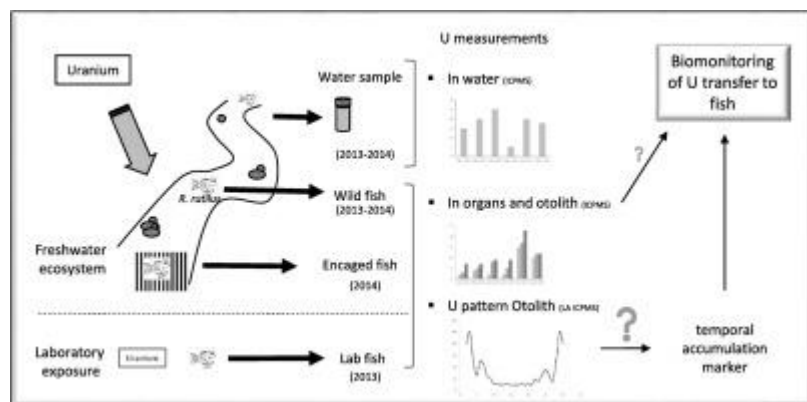 U measurements
Uranium
Water sample
(2013-2014)
In water (ICPMS)
Biomonitoring
of U transfer to
fish
?
R. rutilus
Wild fish
(2013-2014)
In organs and otolith (ICPMS)
Freshwater
ecosystem
Encaged fish
(2014)
U pattern Otolith (LA ICPMS)
?
temporal
accumulation
marker
Laboratory
exposure
Uranium
Lab fish
(2013)